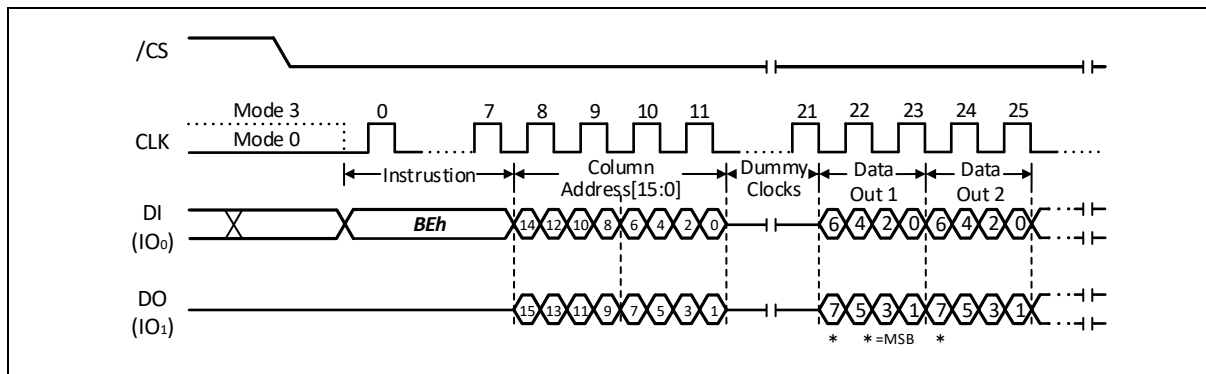 /CS
0 7 8 9 10 11 21 22 23 24 25
Mode 3
CLK
Mode 0
Instrustion
Column
Address[15:0]
Dummy
Clocks
Data
Out 1
Data
Out 2
DI
(IO0)
BEh
14 12 10 8 6 4 2 0
6 4 2 0 6 4 2 0
DO
(IO1)
15 13 11 9 7 5 3 1
7 5 3 1 7 5 3 1
* * =MSB *